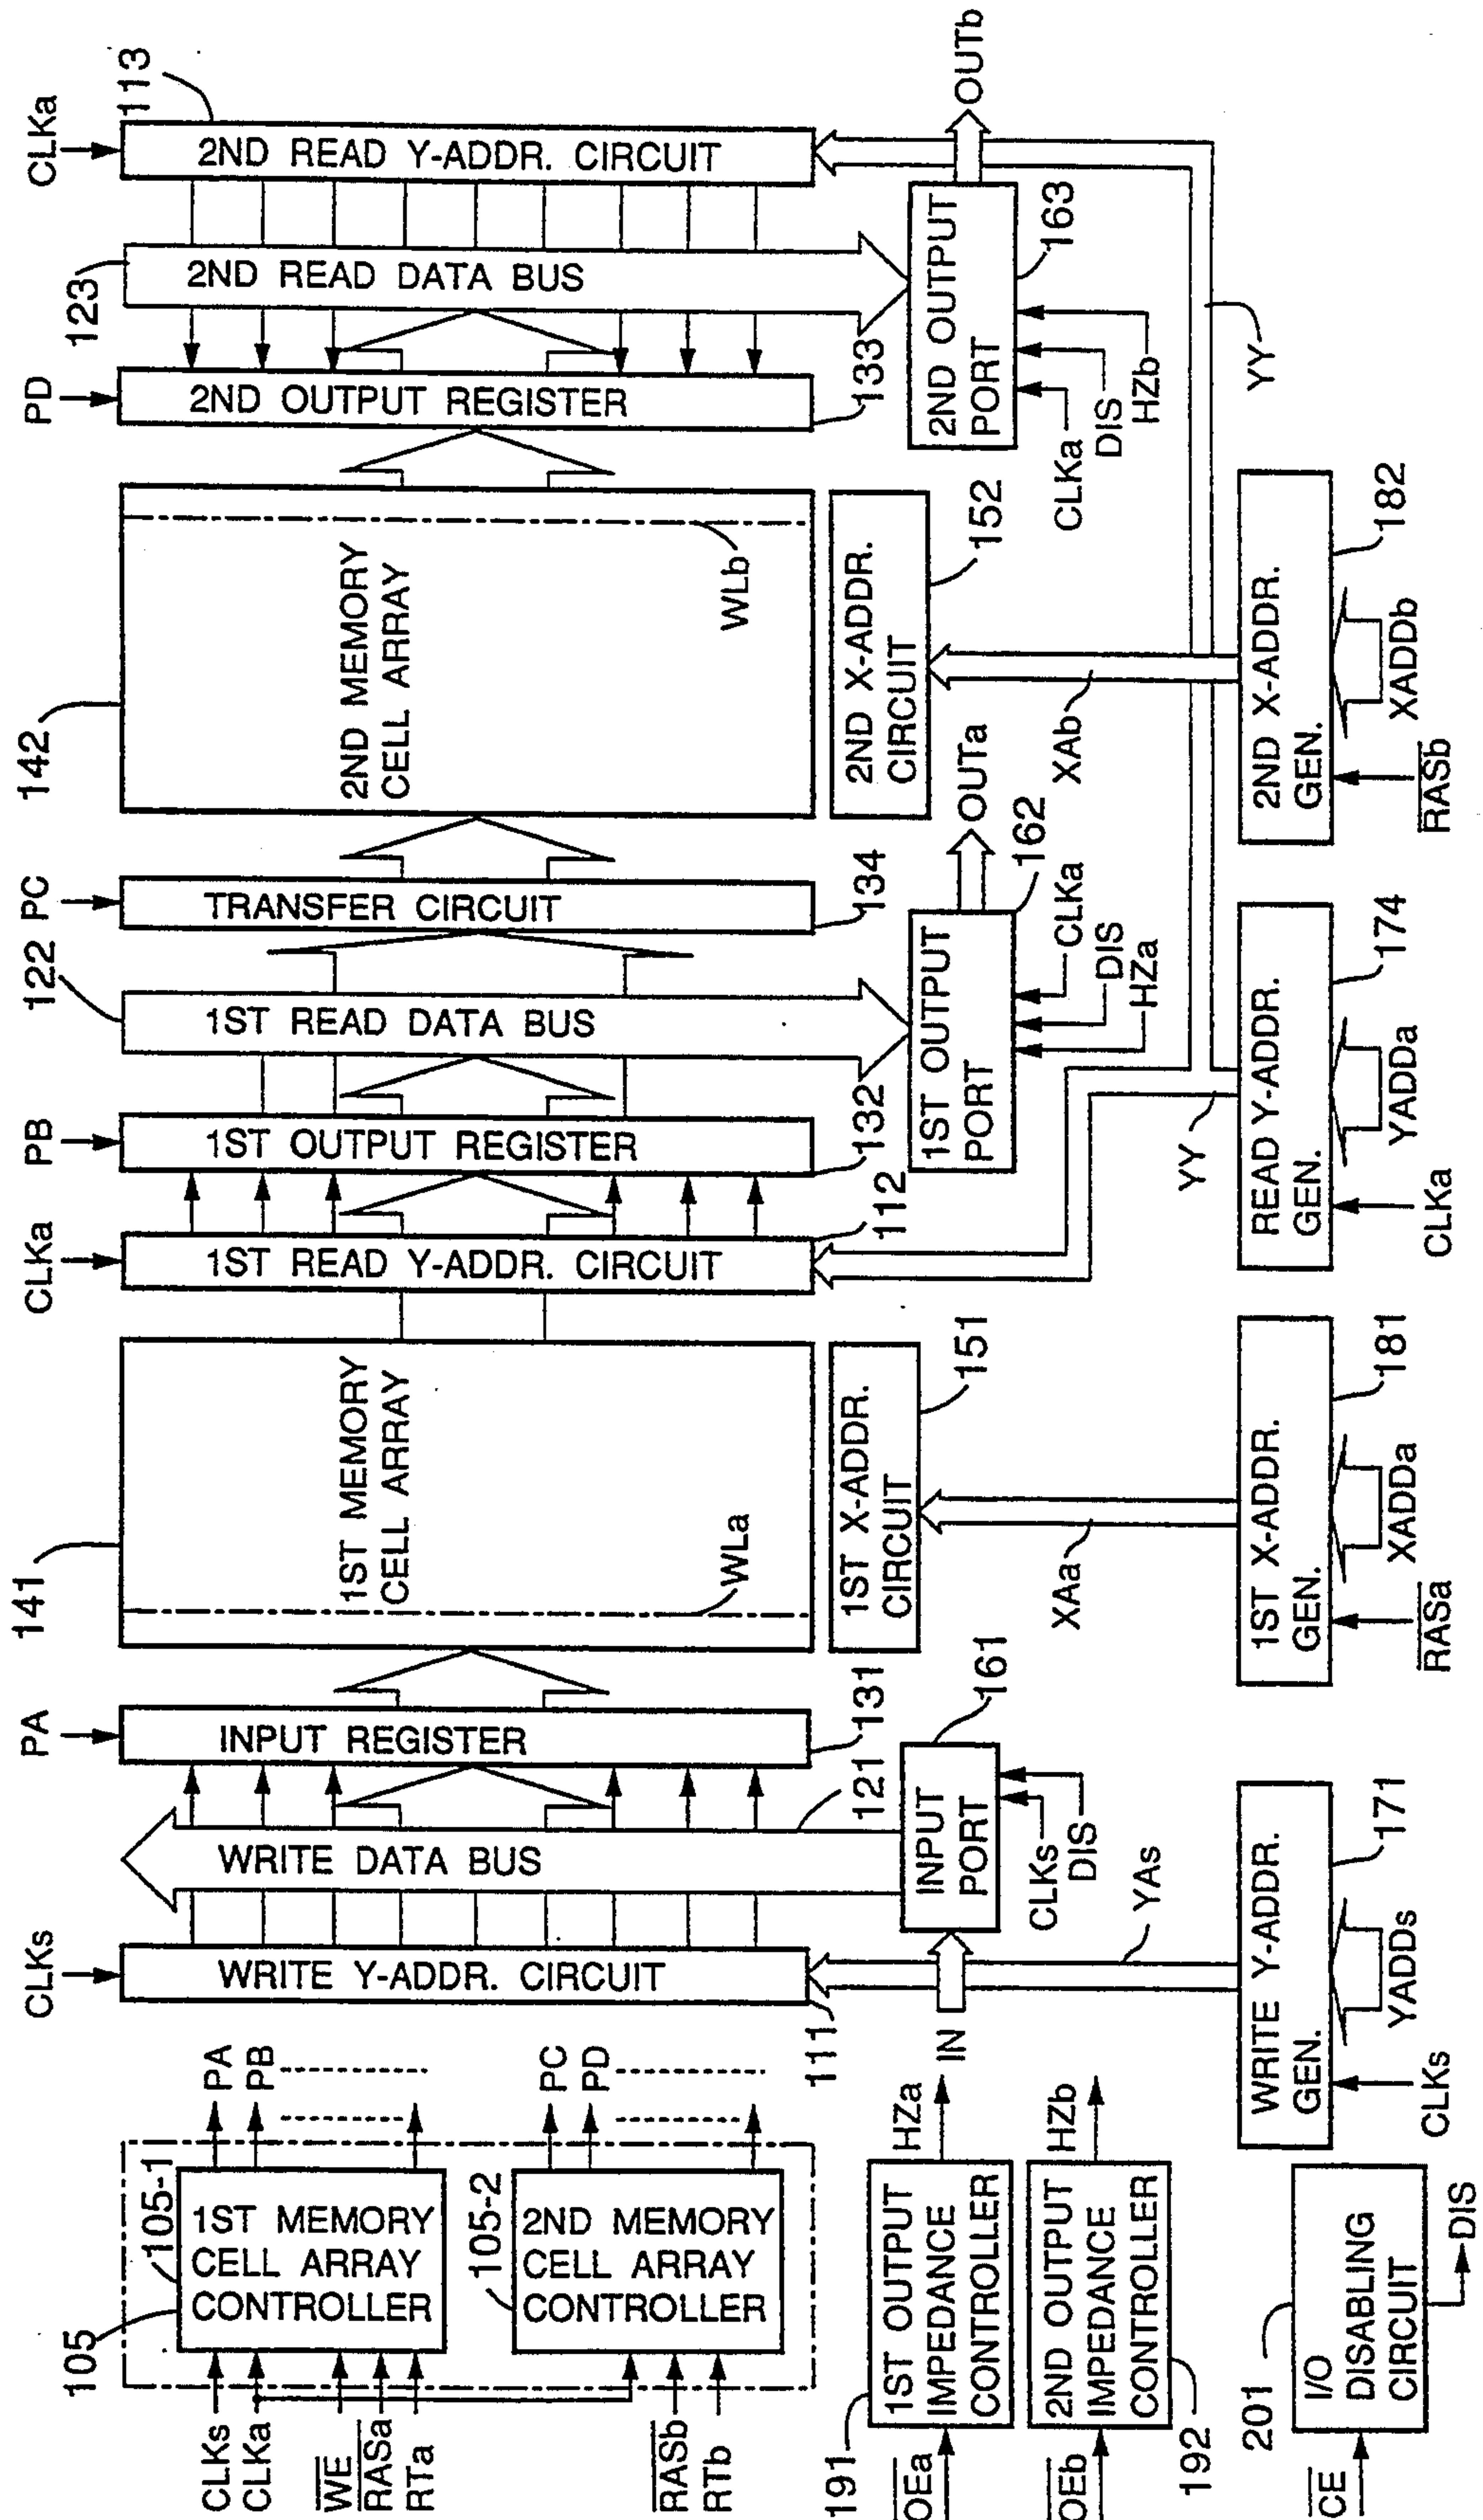 CLKs
CLKa
WE
RASa
RTa
RASb
RTb
105
105-1
1ST MEMORY
CELL ARRAY
CONTROLLER
105-2
2ND MEMORY
CELL ARRAY
CONTROLLER
PA
PB
PC
PD
191
OEa
1ST OUTPUT
IMPEDANCE
CONTROLLER
HZa
OEb
2ND OUTPUT
IMPEDANCE
CONTROLLER
HZb
192
201
CE
I/O
DISABLING
CIRCUIT
DIS
CLKs
WRITE Y-ADDR. CIRCUIT
111
WRITE DATA BUS
121
PA
INPUT REGISTER
131
IN
INPUT
PORT
161
CLKs
DIS
YAs
WRITE Y-ADDR.
GEN.
171
CLKs
YADDs
141
1ST MEMORY
CELL ARRAY
WLa
1ST X-ADDR.
CIRCUIT
151
XAa
1ST X-ADDR.
GEN.
181
RASa
XADDa
CLKa
1ST READ Y-ADDR. CIRCUIT
112
PB
1ST OUTPUT REGISTER
132
122
1ST READ DATA BUS
1ST OUTPUT
PORT
162
OUTa
CLKa
DIS
HZa
YY
READ Y-ADDR.
GEN.
174
CLKa
YADDa
PC
TRANSFER CIRCUIT
134
142
2ND MEMORY
CELL ARRAY
WLb
2ND X-ADDR.
CIRCUIT
152
XAb
2ND X-ADDR.
GEN.
182
RASb
XADDb
PD
2ND OUTPUT REGISTER
133
123
2ND READ DATA BUS
2ND OUTPUT
PORT
163
OUTb
CLKa
DIS
HZb
YY
CLKa
2ND READ Y-ADDR. CIRCUIT
113